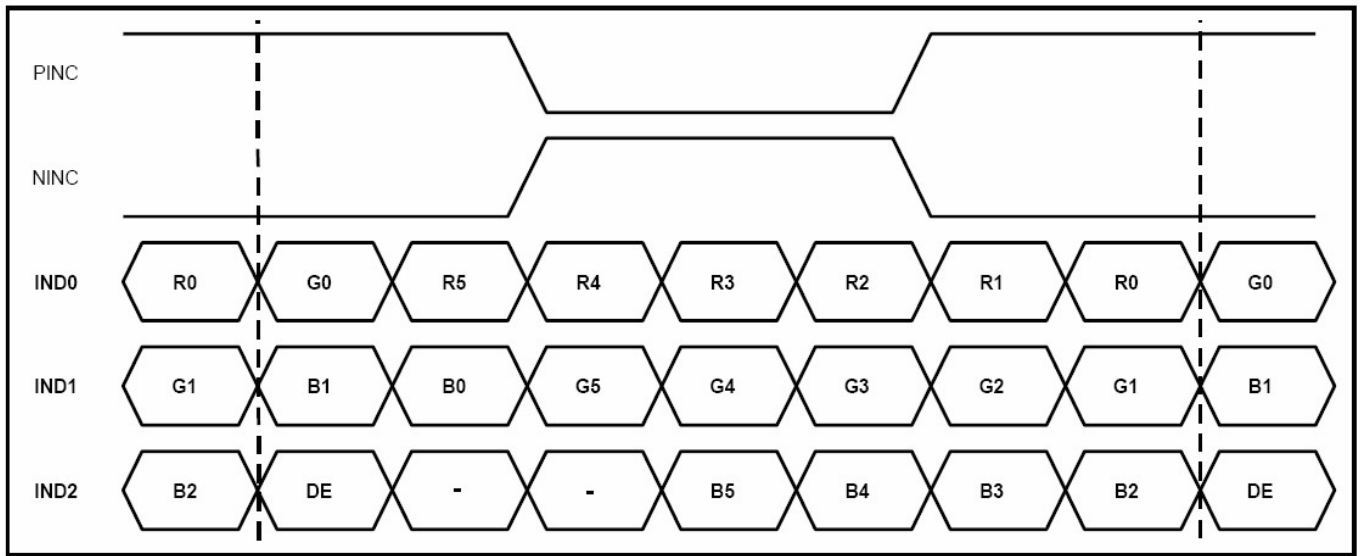 PINC
NINC
IND0 R0 G0 R5 R4 R3 R2 R1 R0 G0
IND1 G1 B1 B0 G5 G4 G3 G2 G1 B1
IND2 B2 DE - - B5 B4 B3 B2 DE